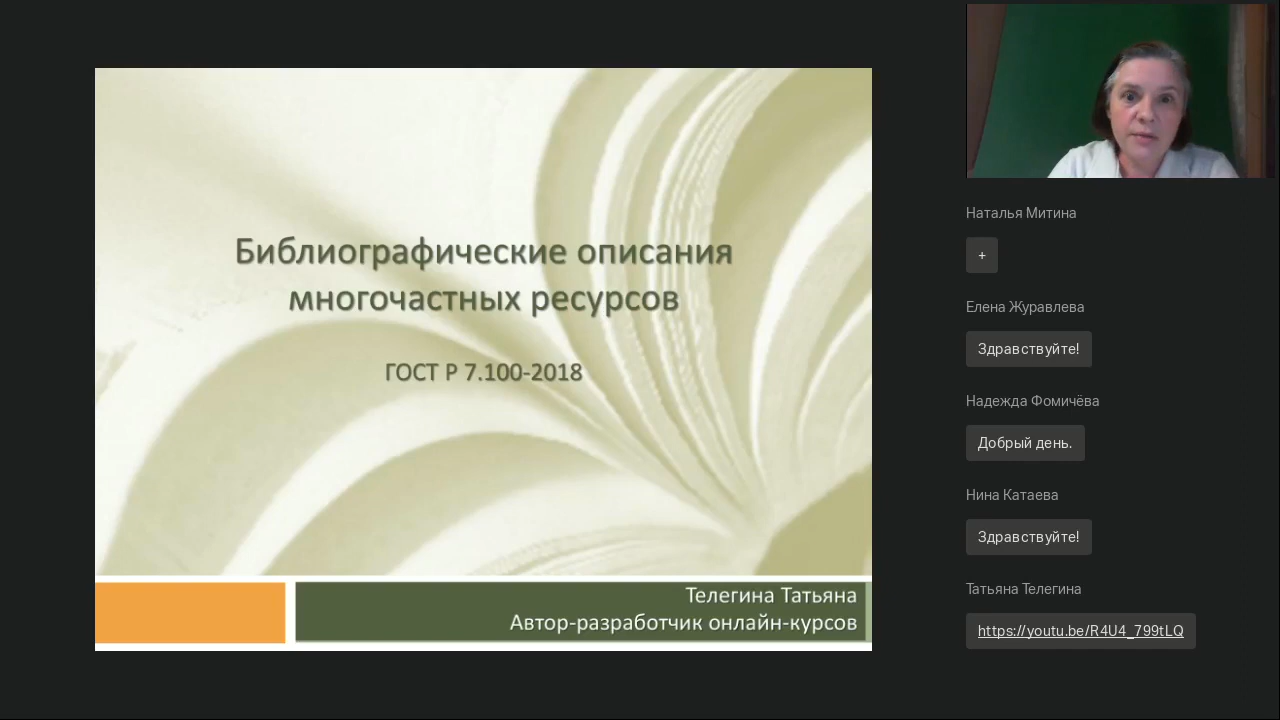 Библиографические описания
многочастных ресурсов
ГОСТ Р 7.100-2018
Телегина Татьяна
Автор-разработчик онлайн-курсов
Наталья Митина
+
Елена Журавлева
Здравствуйте!
Надежда Фомичёва
Добрый день.
Нина Катаева
Здравствуйте!
Татьяна Телегина
https://youtu.be/R4U4_799tLQ